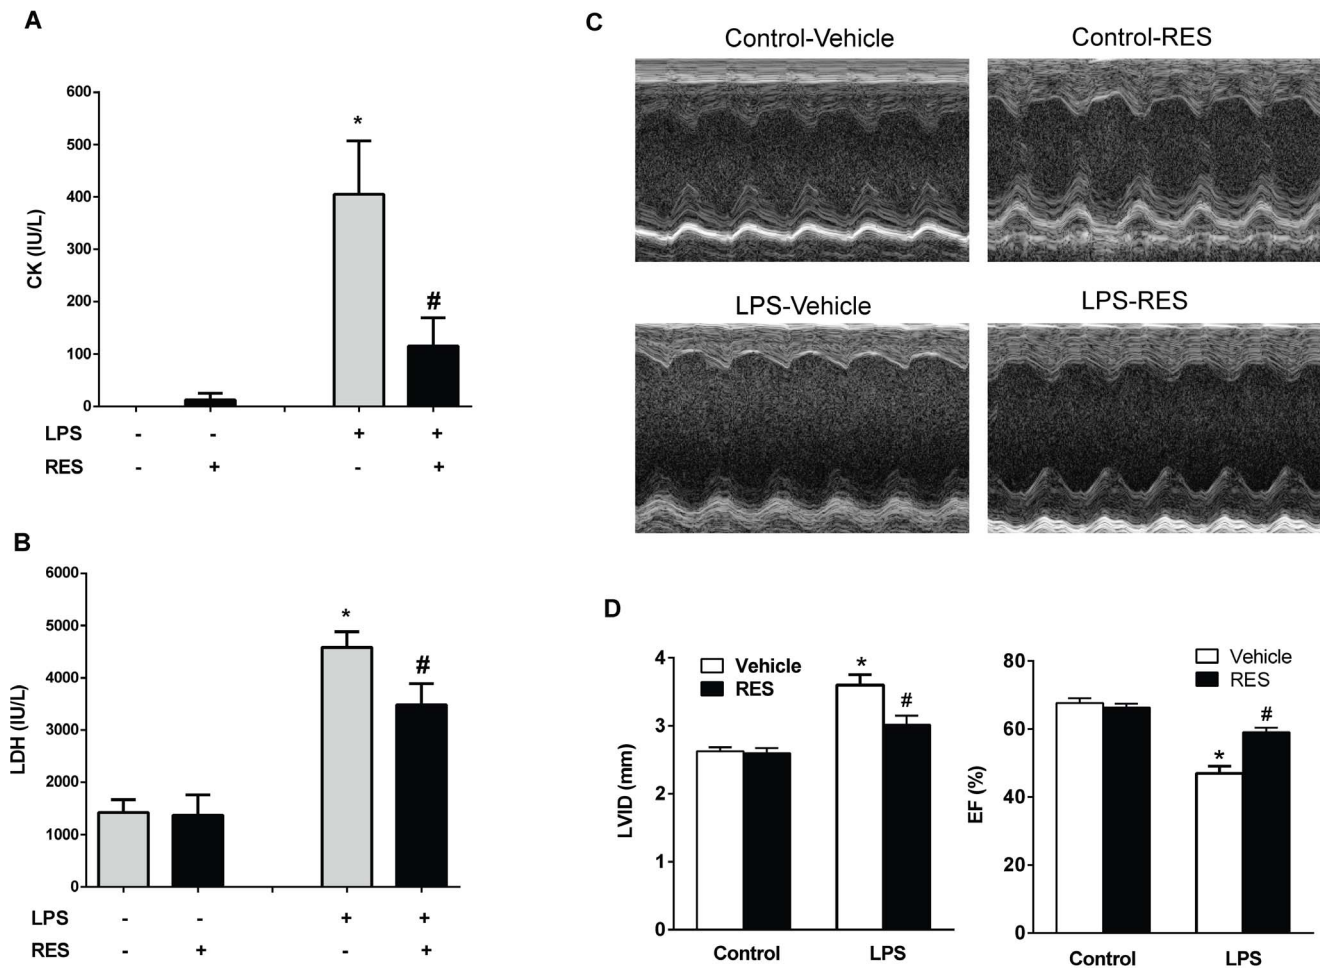 A
600
500
400
300
200
100
0
CK (IU/L)
*
#
LPS - - + +
RES - + - +
B
6000
5000
4000
3000
2000
1000
0
LDH (IU/L)
*
#
LPS - - + +
RES - + - +
C
Control-Vehicle
Control-RES
LPS-Vehicle
LPS-RES
D
4
3
2
1
0
LVID (mm)
Vehicle
RES
*
#
Control LPS
80
60
40
20
0
EF (%)
Vehicle
RES
*
#
Control LPS